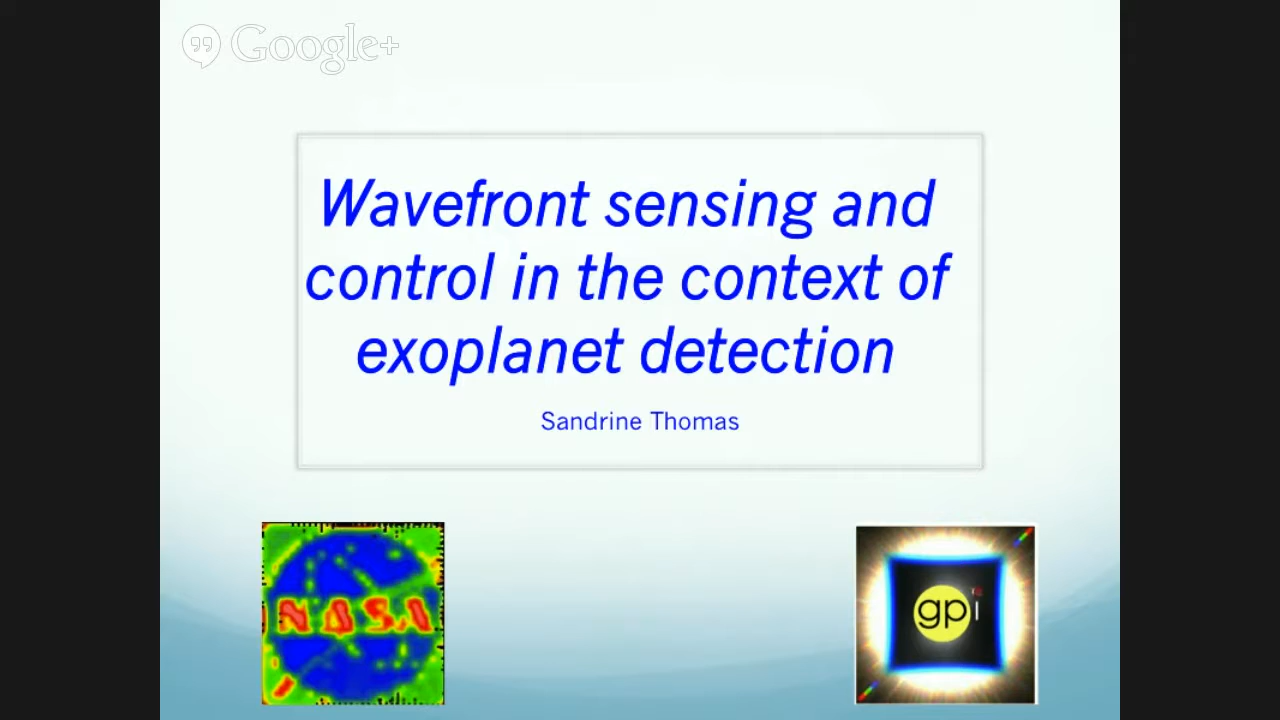 Google+
Wavefront sensing and
control in the context of
exoplanet detection
Sandrine Thomas
NASA
gpi